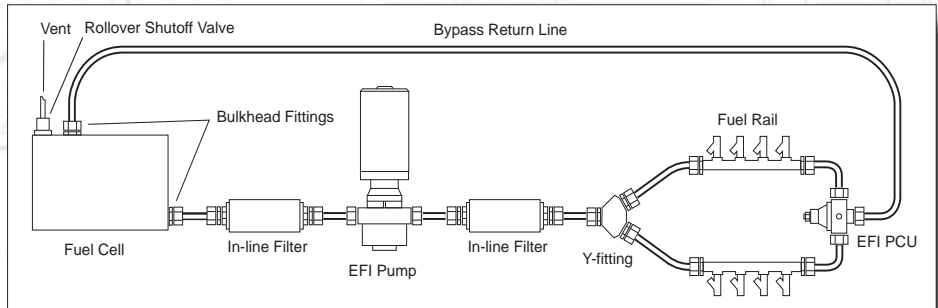 Vent
Rollover Shutoff Valve
Bypass Return Line
Bulkhead Fittings
Fuel Rail
Fuel Cell
In-line Filter
EFI Pump
In-line Filter
Y-fitting
EFI PCU